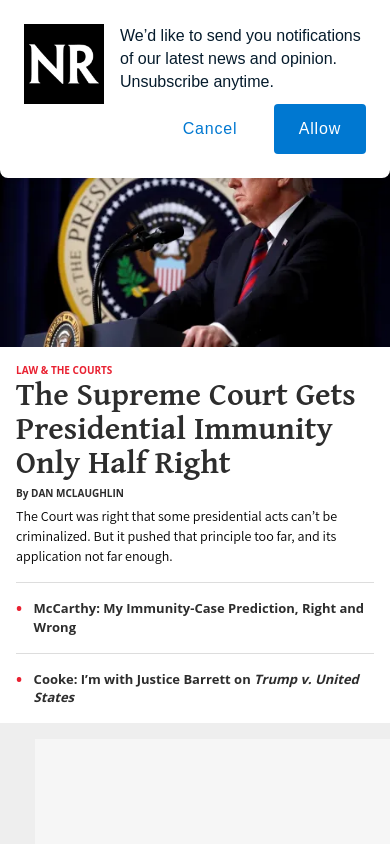 NR
We’d like to send you notifications
of our latest news and opinion.
Unsubscribe anytime.
Cancel
Allow
LAW & THE COURTS
The Supreme Court Gets
Presidential Immunity
Only Half Right
By DAN MCLAUGHLIN
The Court was right that some presidential acts can’t be
criminalized. But it pushed that principle too far, and its
application not far enough.
• McCarthy: My Immunity-Case Prediction, Right and
Wrong
• Cooke: I’m with Justice Barrett on Trump v. United
States